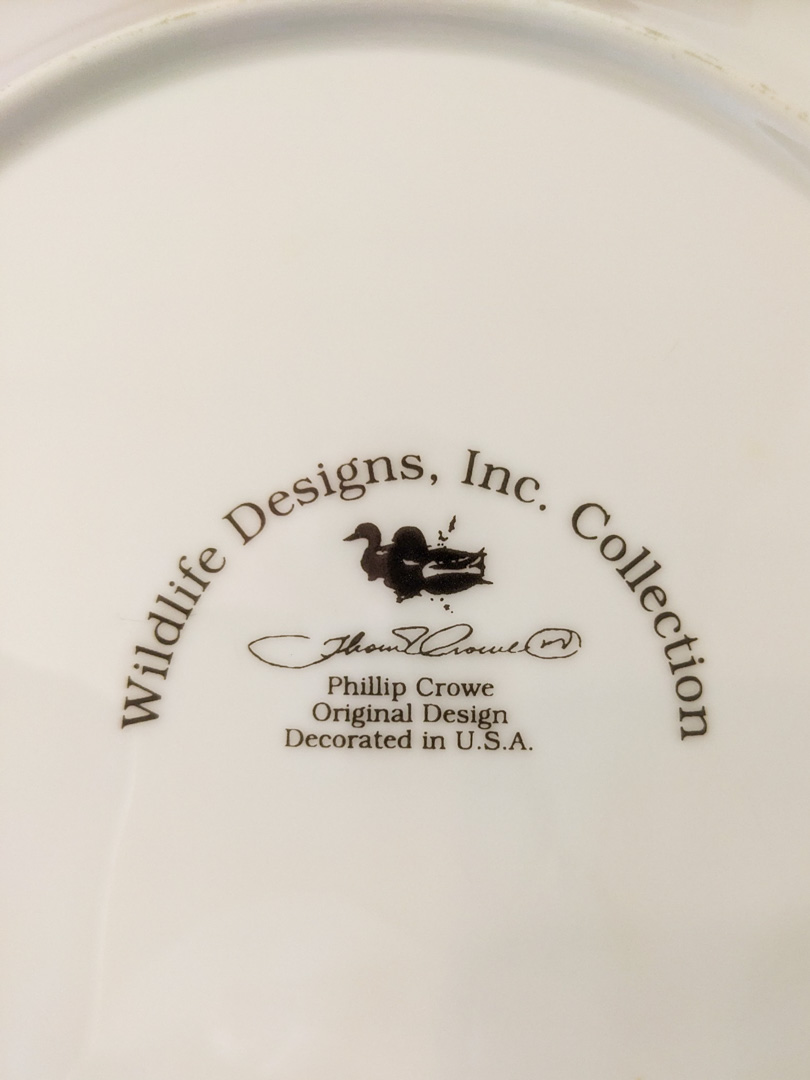 Wildlife Designs, Inc. Collection
Phillip Crowe
Original Design
Decorated in U.S.A.